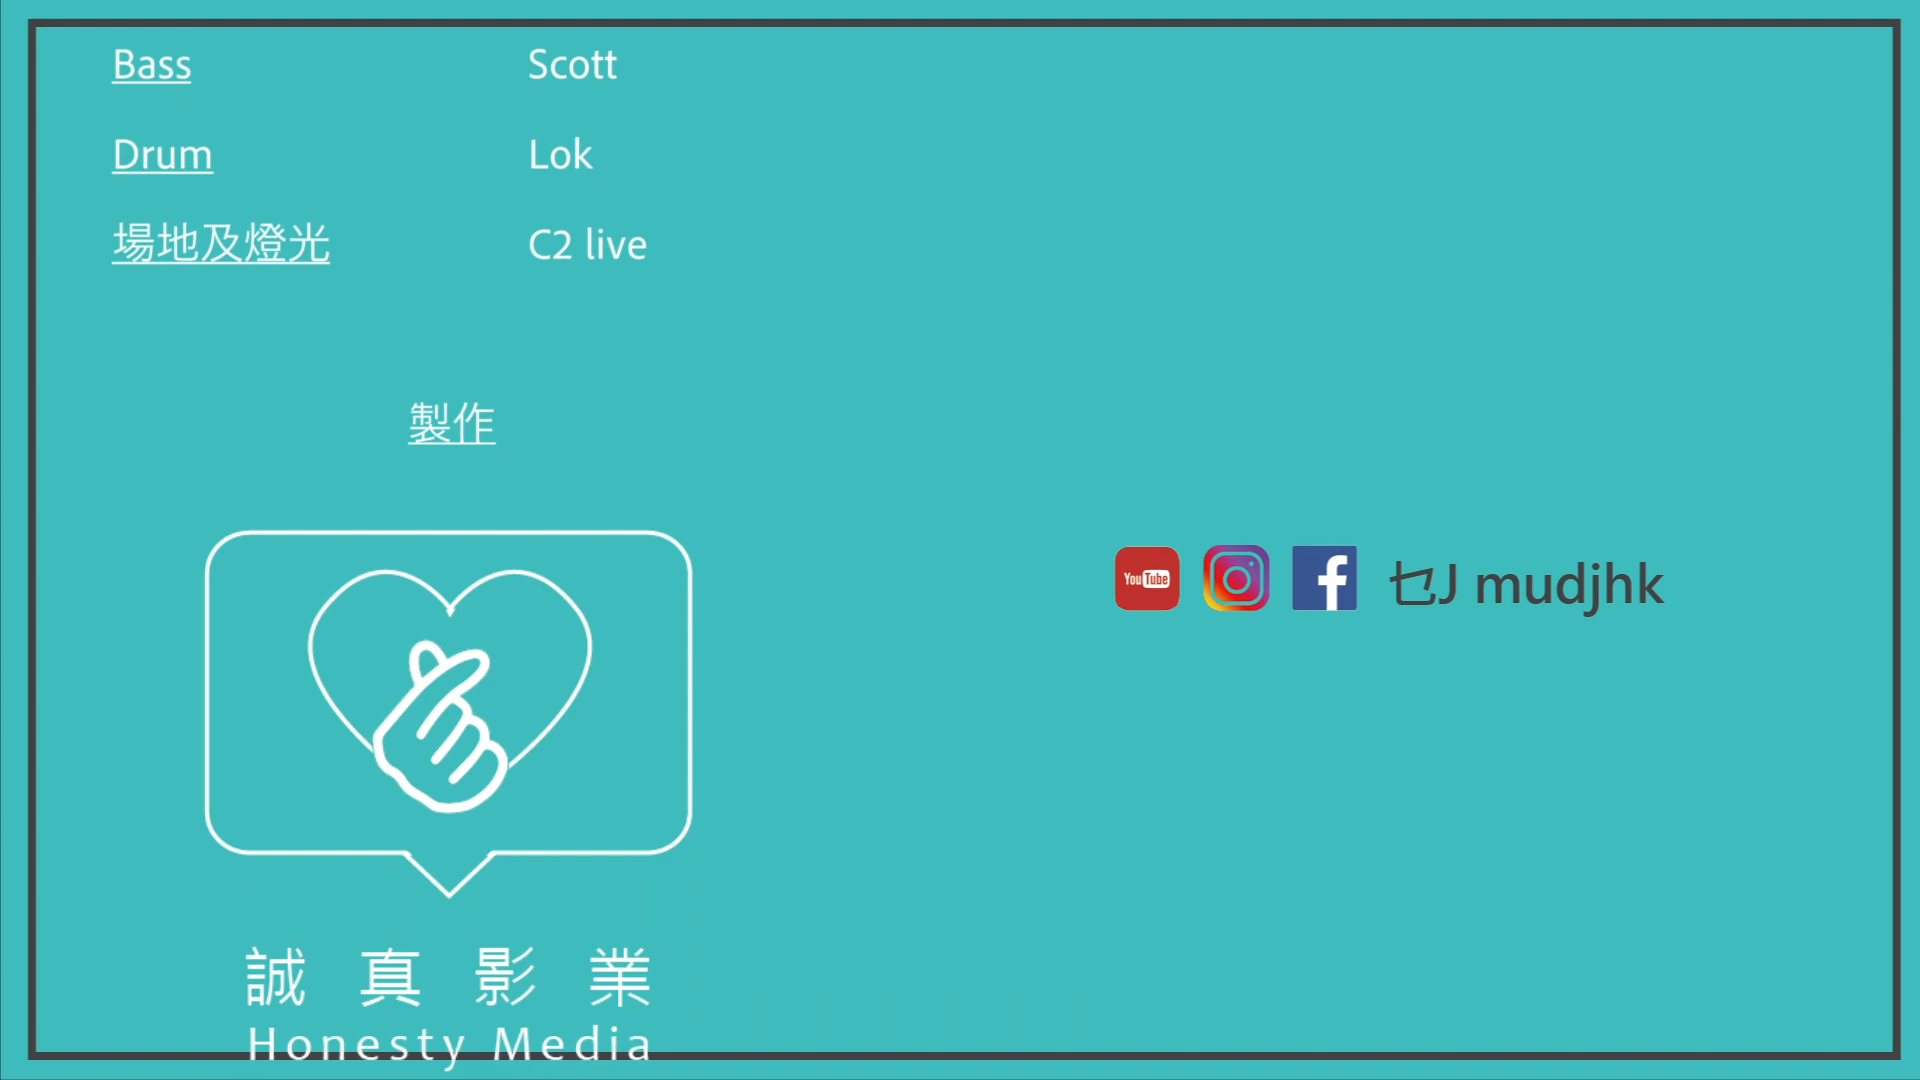 Bass Scott
Drum Lok
場地及燈光 C2 live
製作
YouTube
乜J mudjhk
誠真影業
Honesty Media